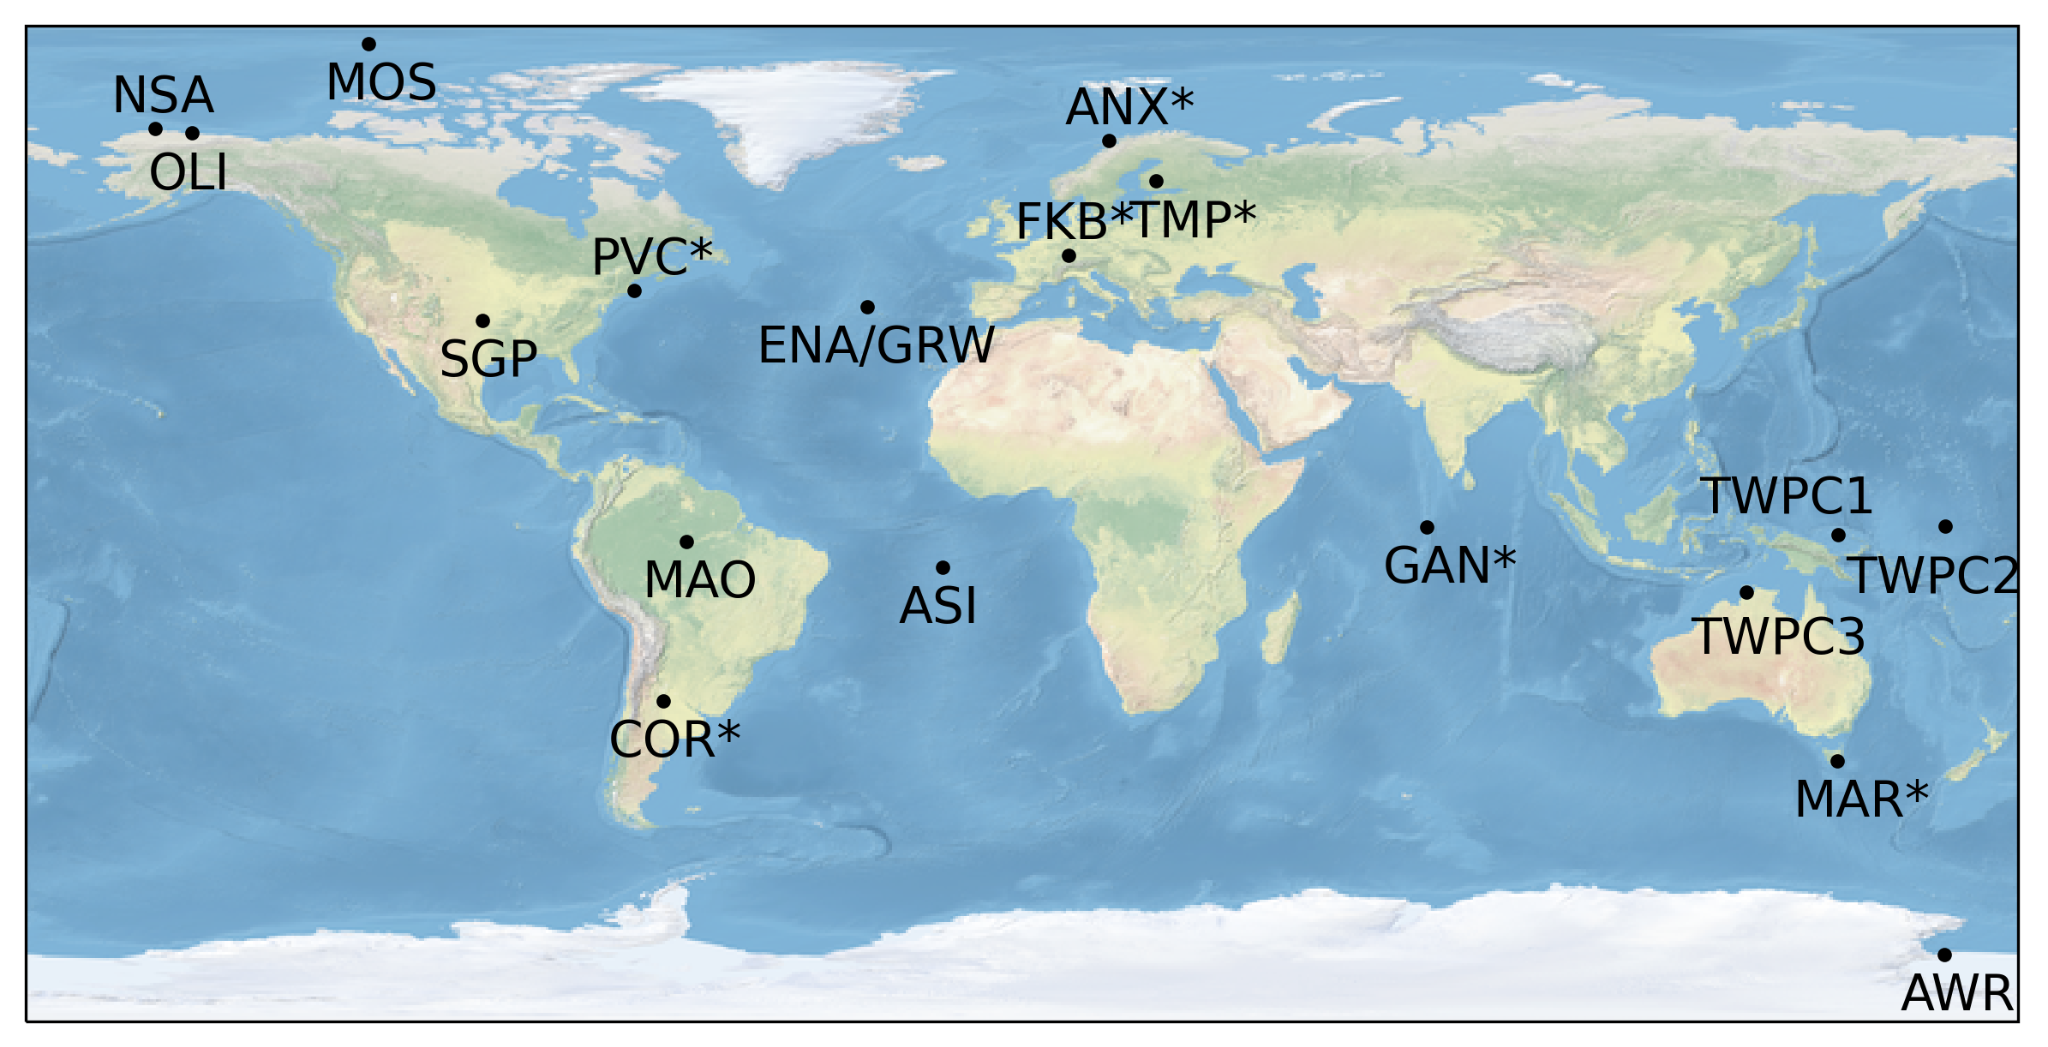 MOS
NSA
ANX*
OLI
FKB*
TMP*
PVC*
ENA/GRW
SGP
TWPC1
GAN*
TWPC2
MAO
ASI
TWPC3
COR*
MAR*
AWR